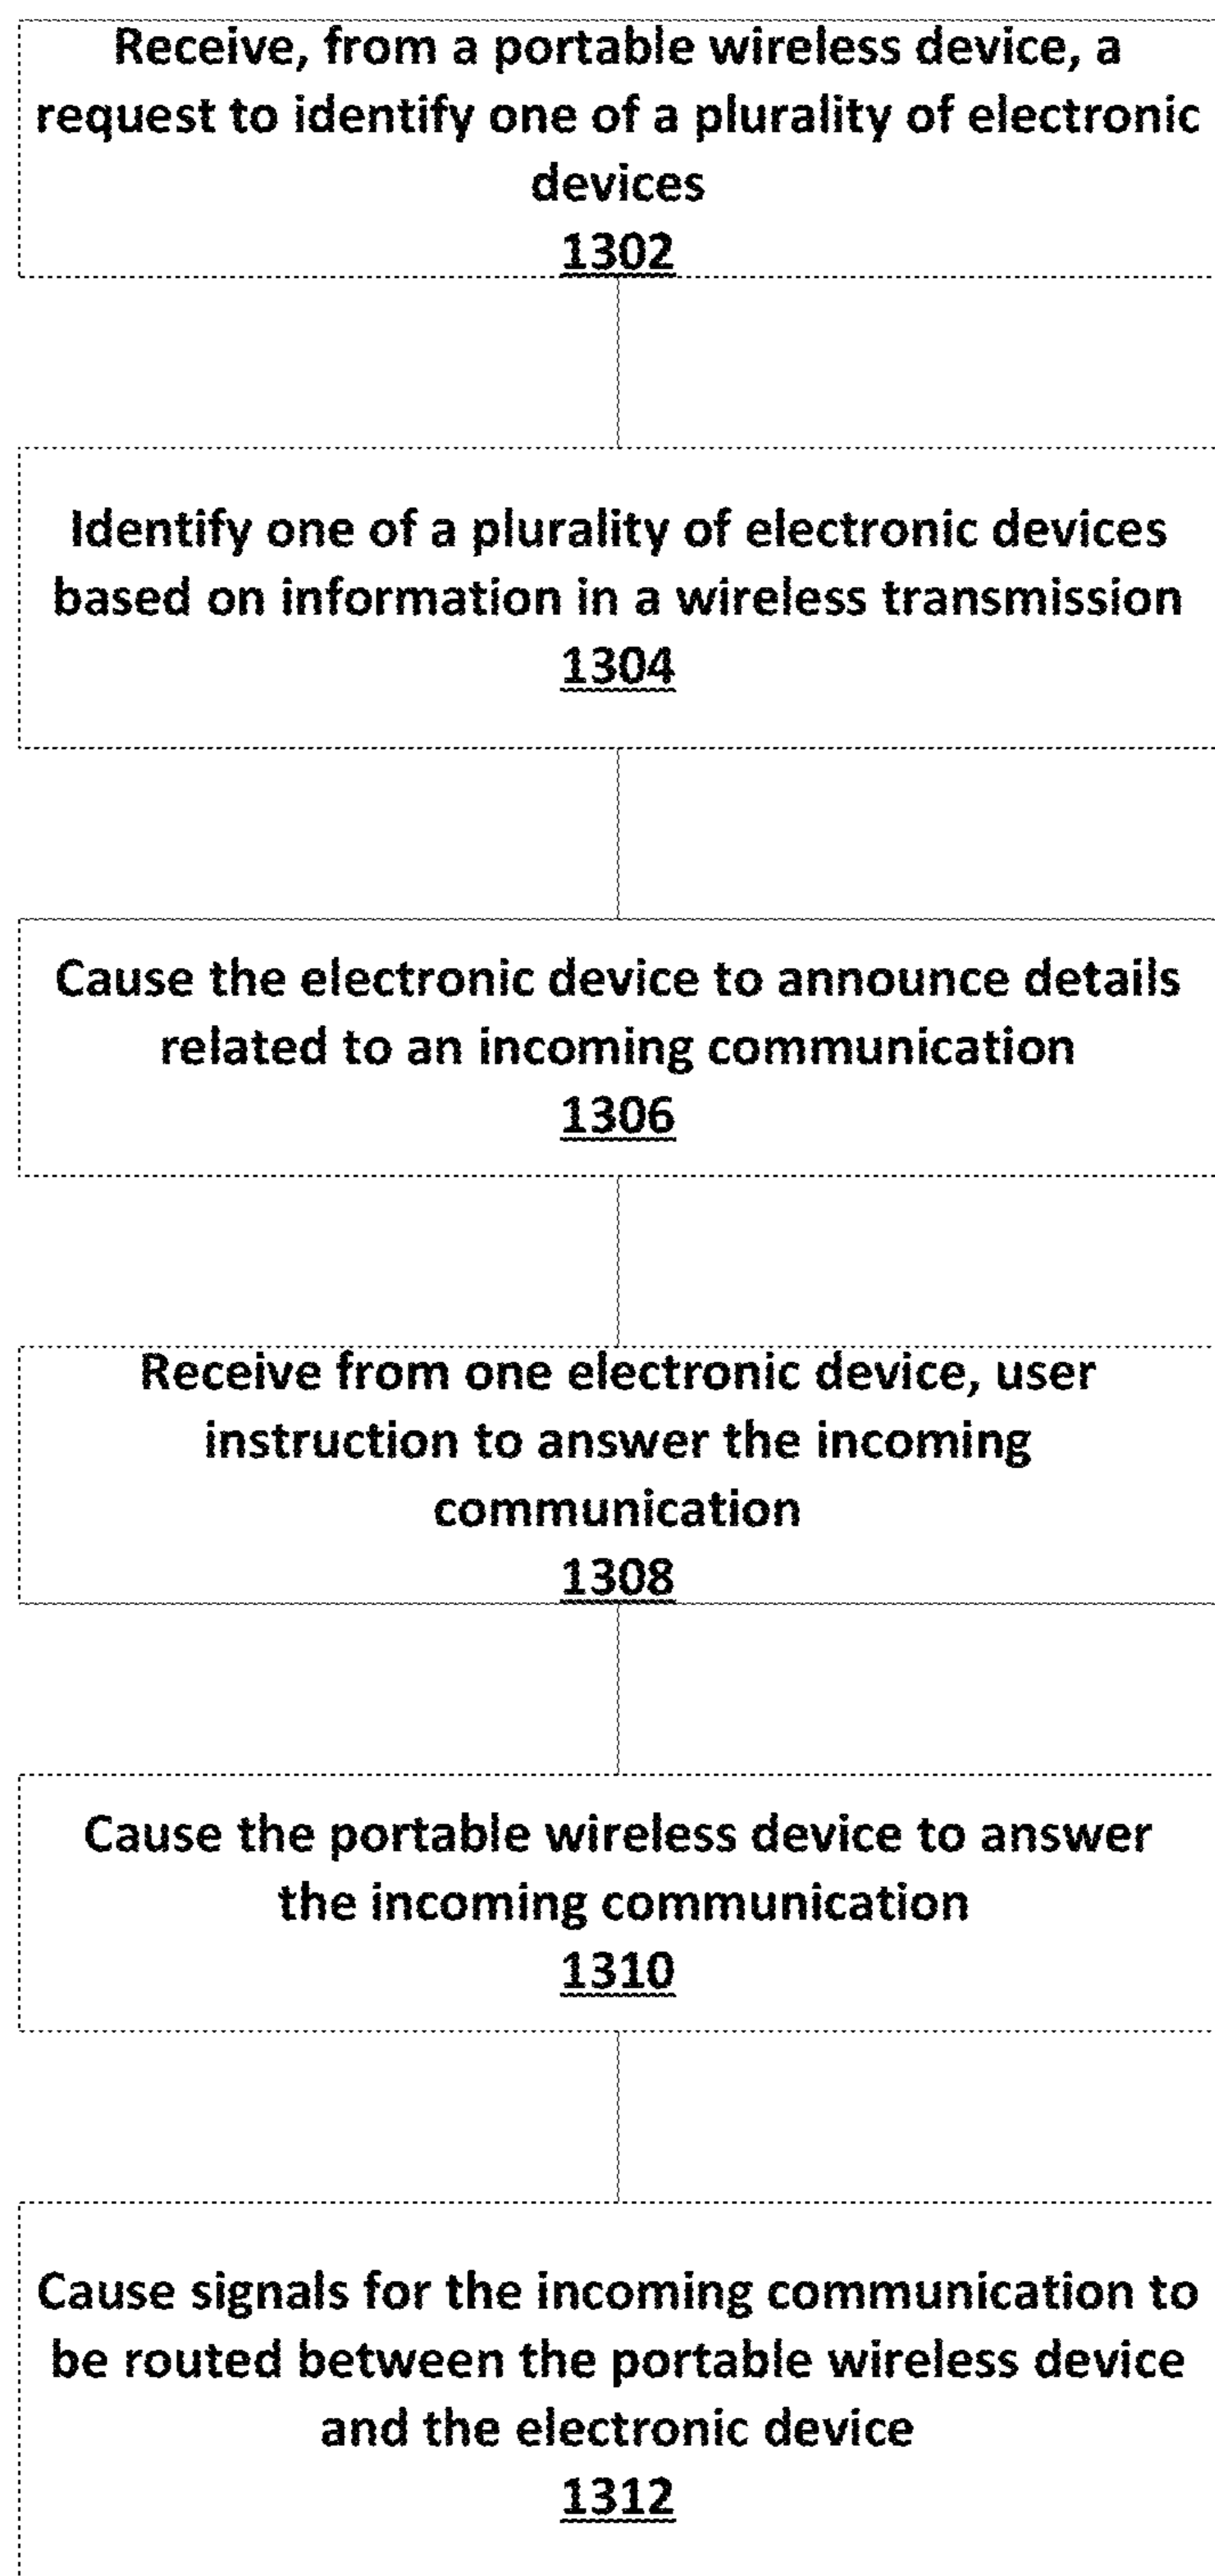 Receive, from a portable wireless device, a
request to identify one of a plurality of electronic
devices
1302
Identify one of a plurality of electronic devices
based on information in a wireless transmission
1304
Cause the electronic device to announce details
related to an incoming communication
1306
Receive from one electronic device, user
instruction to answer the incoming
communication
1308
Cause the portable wireless device to answer
the incoming communication
1310
Cause signals for the incoming communication to
be routed between the portable wireless device
and the electronic device
1312